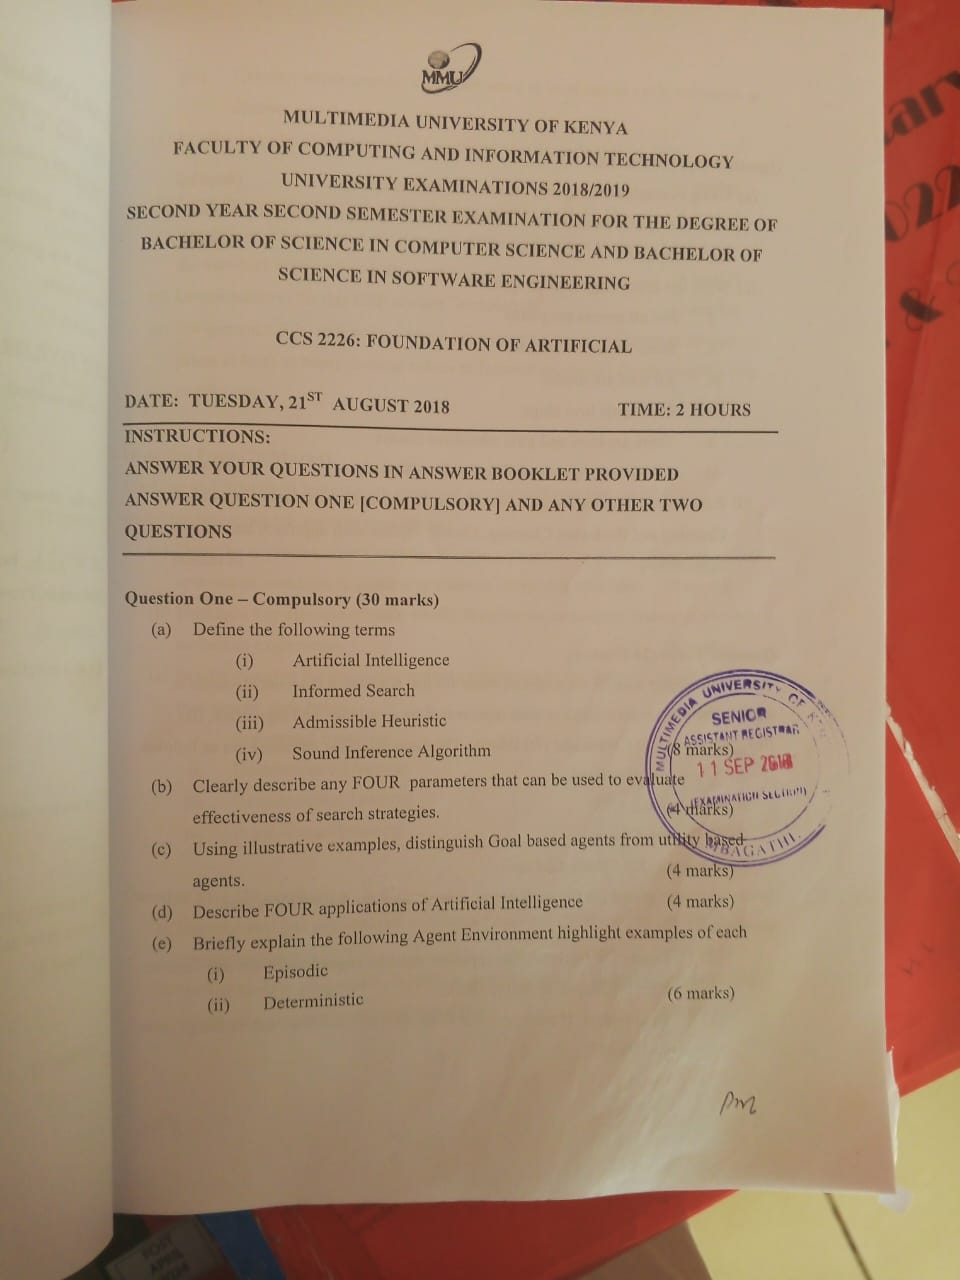 MMU
MULTIMEDIA UNIVERSITY OF KENYA
FACULTY OF COMPUTING AND INFORMATION TECHNOLOGY
UNIVERSITY EXAMINATIONS 2018/2019
SECOND YEAR SECOND SEMESTER EXAMINATION FOR THE DEGREE OF
BACHELOR OF SCIENCE IN COMPUTER SCIENCE AND BACHELOR OF
SCIENCE IN SOFTWARE ENGINEERING
CCS 2226: FOUNDATION OF ARTIFICIAL
DATE: TUESDAY, 21ST AUGUST 2018 TIME: 2 HOURS
INSTRUCTIONS:
ANSWER YOUR QUESTIONS IN ANSWER BOOKLET PROVIDED
ANSWER QUESTION ONE [COMPULSORY] AND ANY OTHER TWO
QUESTIONS
Question One – Compulsory (30 marks)
(a) Define the following terms
(i) Artificial Intelligence
(ii) Informed Search
(iii) Admissible Heuristic
(iv) Sound Inference Algorithm (8 marks)
(b) Clearly describe any FOUR parameters that can be used to evaluate
effectiveness of search strategies. (4 marks)
(c) Using illustrative examples, distinguish Goal based agents from utility based
agents. (4 marks)
(d) Describe FOUR applications of Artificial Intelligence (4 marks)
(e) Briefly explain the following Agent Environment highlight examples of each
(i) Episodic
(ii) Deterministic (6 marks)
MULTIMEDIA UNIVERSITY OF
SENIOR
ASSISTANT REGISTRAR
11 SEP 2018
(EXAMINATION SECTION)
MBAGATHI
ary
022
&
POST
APRIL